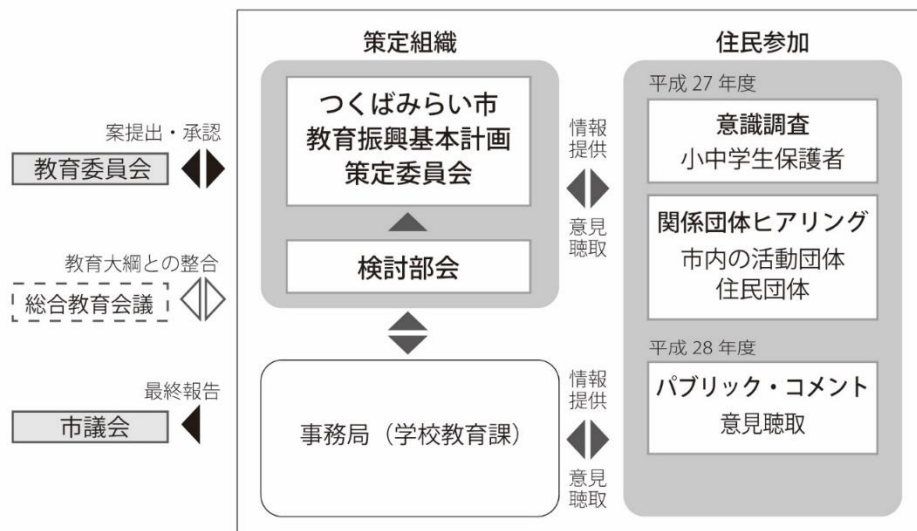 策定組織
住民参加
つくばみらい市
教育振興基本計画
策定委員会
検討部会
事務局（学校教育課）
案提出・承認
教育委員会
教育大綱との整合
総合教育会議
最終報告
市議会
情報
提供
意見
聴取
情報
提供
意見
聴取
平成 27 年度
意識調査
小中学生保護者
関係団体ヒアリング
市内の活動団体
住民団体
平成 28 年度
パブリック・コメント
意見聴取